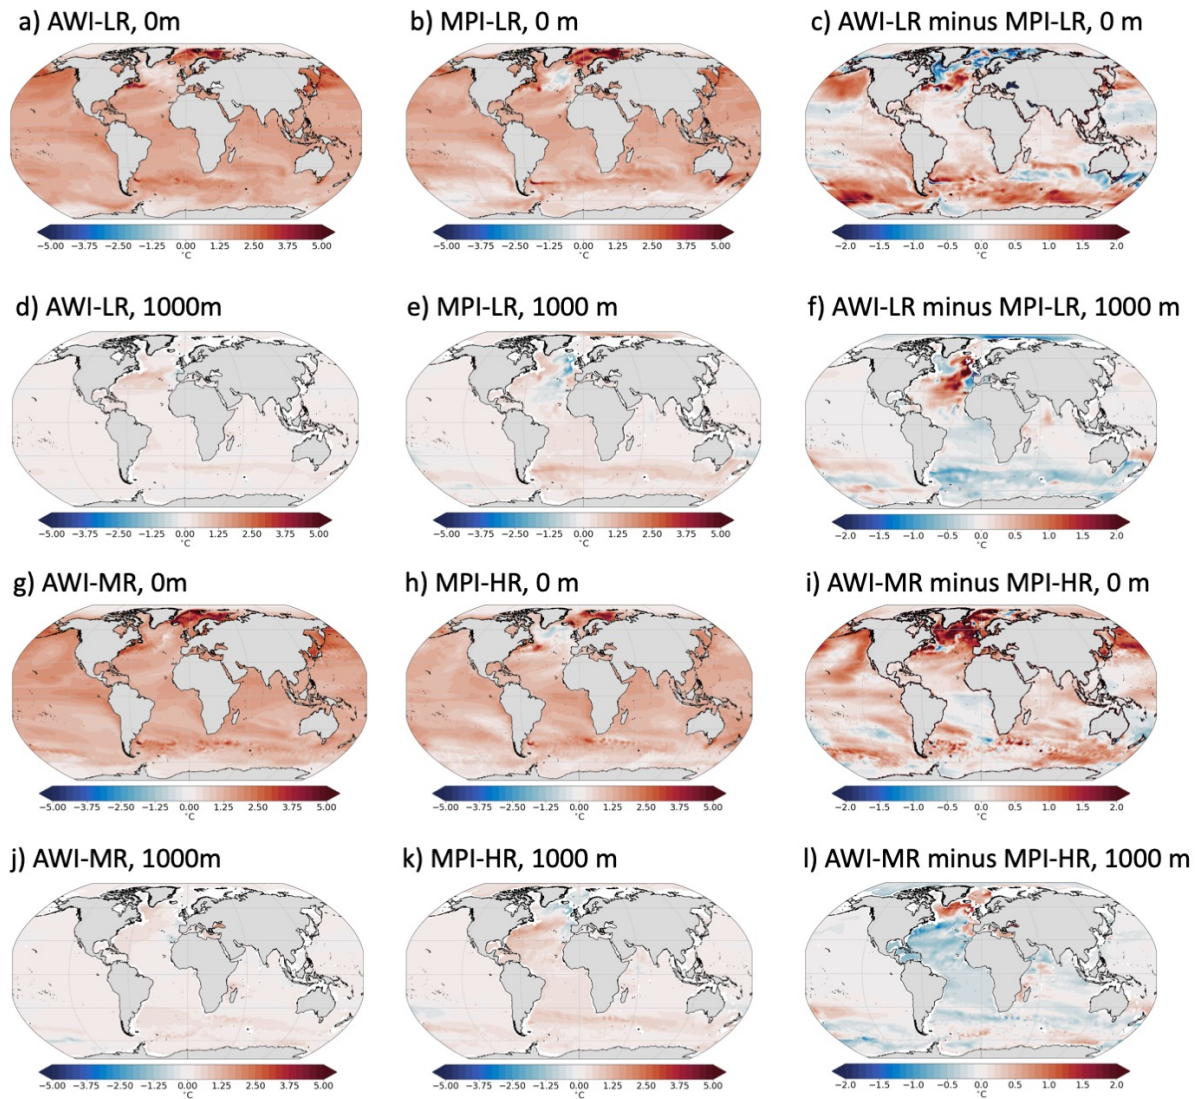 a) AWI-LR, 0m
b) MPI-LR, 0 m
c) AWI-LR minus MPI-LR, 0 m
−5.00 −3.75 −2.50 −1.25 0.00 1.25 2.50 3.75 5.00
°C
−5.00 −3.75 −2.50 −1.25 0.00 1.25 2.50 3.75 5.00
°C
−2.0 −1.5 −1.0 −0.5 0.0 0.5 1.0 1.5 2.0
°C
d) AWI-LR, 1000m
e) MPI-LR, 1000 m
f) AWI-LR minus MPI-LR, 1000 m
−5.00 −3.75 −2.50 −1.25 0.00 1.25 2.50 3.75 5.00
°C
−5.00 −3.75 −2.50 −1.25 0.00 1.25 2.50 3.75 5.00
°C
−2.0 −1.5 −1.0 −0.5 0.0 0.5 1.0 1.5 2.0
°C
g) AWI-MR, 0m
h) MPI-HR, 0 m
i) AWI-MR minus MPI-HR, 0 m
−5.00 −3.75 −2.50 −1.25 0.00 1.25 2.50 3.75 5.00
°C
−5.00 −3.75 −2.50 −1.25 0.00 1.25 2.50 3.75 5.00
°C
−2.0 −1.5 −1.0 −0.5 0.0 0.5 1.0 1.5 2.0
°C
j) AWI-MR, 1000m
k) MPI-HR, 1000 m
l) AWI-MR minus MPI-HR, 1000 m
−5.00 −3.75 −2.50 −1.25 0.00 1.25 2.50 3.75 5.00
°C
−5.00 −3.75 −2.50 −1.25 0.00 1.25 2.50 3.75 5.00
°C
−2.0 −1.5 −1.0 −0.5 0.0 0.5 1.0 1.5 2.0
°C